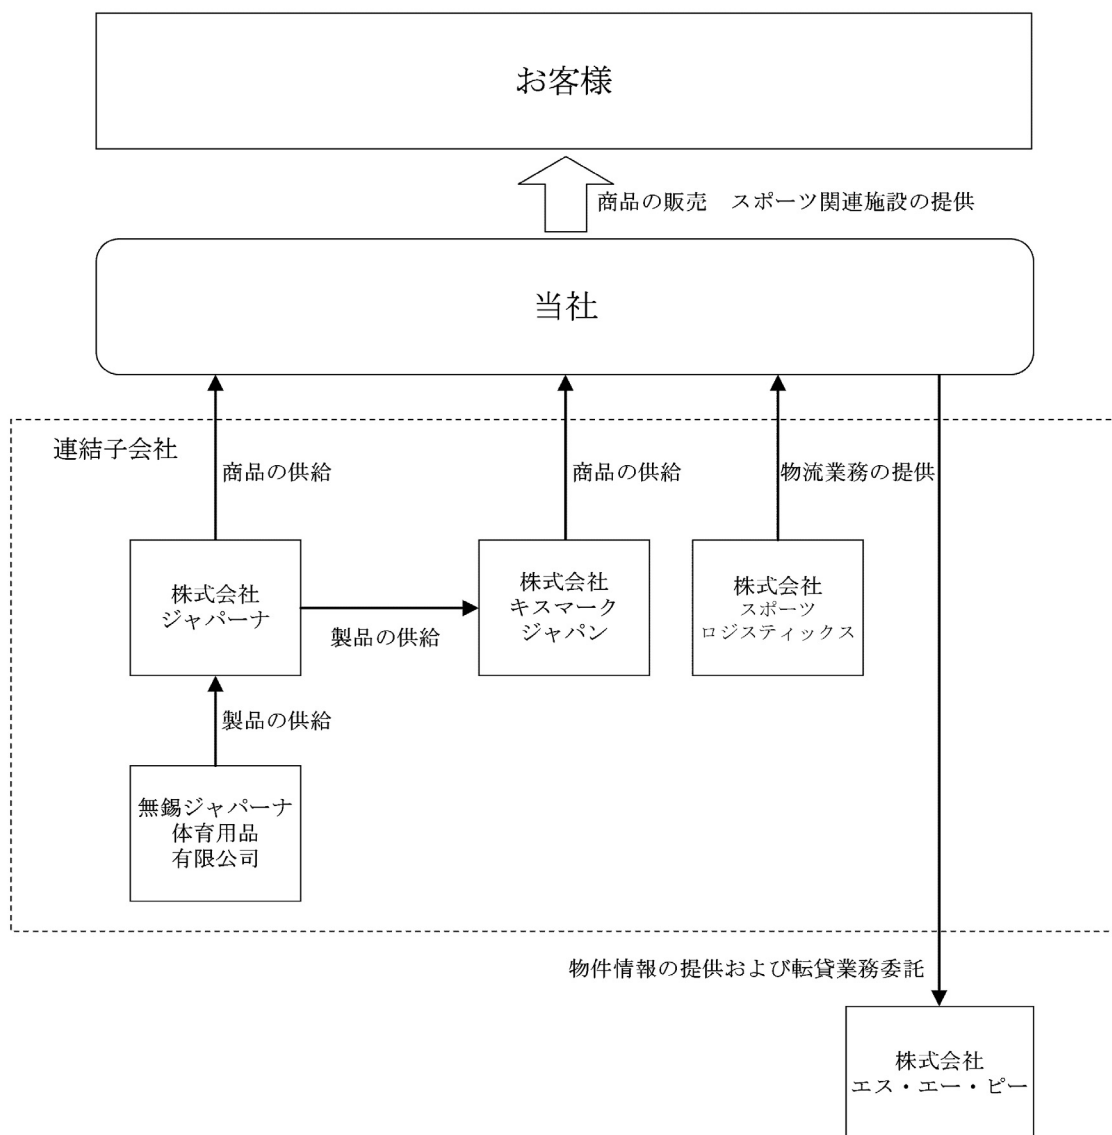 お客様
商品の販売　スポーツ関連施設の提供
当社
連結子会社
商品の供給
商品の供給
物流業務の提供
株式会社
ジャパーナ
製品の供給
株式会社
キスマーク
ジャパン
株式会社
スポーツ
ロジスティックス
製品の供給
無錫ジャパーナ
体育用品
有限公司
物件情報の提供および転貸業務委託
株式会社
エス・エー・ピー